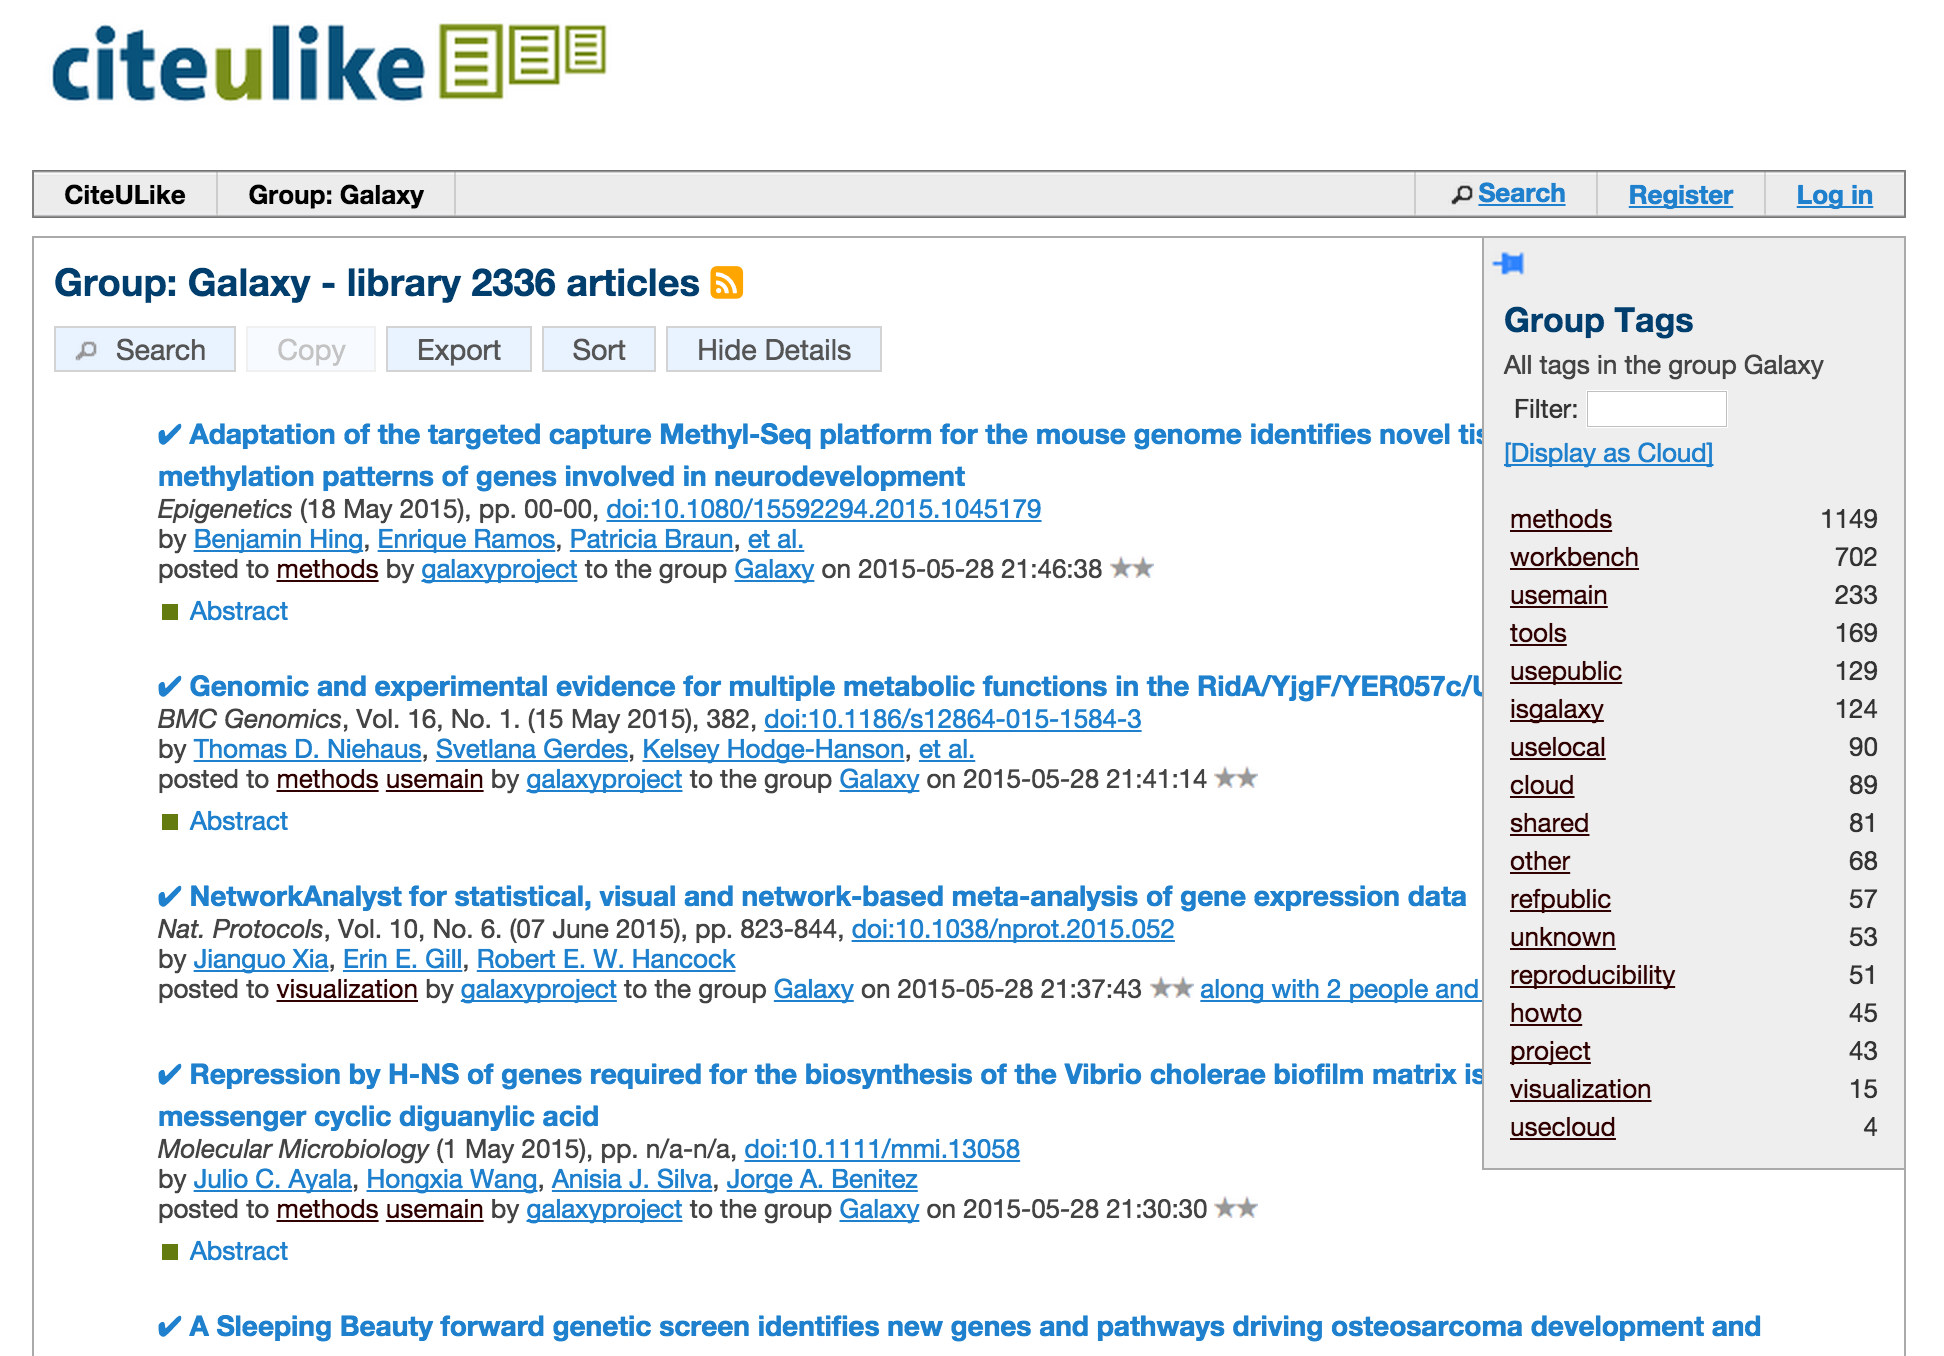 citeulike
CiteULike
Group: Galaxy
Search
Register
Log in
Group: Galaxy - library 2336 articles
Search
Copy
Export
Sort
Hide Details
✔ Adaptation of the targeted capture Methyl-Seq platform for the mouse genome identifies novel
methylation patterns of genes involved in neurodevelopment
Epigenetics (18 May 2015), pp. 00-00, doi:10.1080/15592294.2015.1045179
by Benjamin Hing, Enrique Ramos, Patricia Braun, et al.
posted to methods by galaxyproject to the group Galaxy on 2015-05-28 21:46:38 ★★
Abstract
✔ Genomic and experimental evidence for multiple metabolic functions in the RidA/YjgF/YER057c/
BMC Genomics, Vol. 16, No. 1. (15 May 2015), 382, doi:10.1186/s12864-015-1584-3
by Thomas D. Niehaus, Svetlana Gerdes, Kelsey Hodge-Hanson, et al.
posted to methods usemain by galaxyproject to the group Galaxy on 2015-05-28 21:41:14 ★★
Abstract
✔ NetworkAnalyst for statistical, visual and network-based meta-analysis of gene expression data
Nat. Protocols, Vol. 10, No. 6. (07 June 2015), pp. 823-844, doi:10.1038/nprot.2015.052
by Jianguo Xia, Erin E. Gill, Robert E. W. Hancock
posted to visualization by galaxyproject to the group Galaxy on 2015-05-28 21:37:43 ★★ along with 2 people and
✔ Repression by H-NS of genes required for the biosynthesis of the Vibrio cholerae biofilm matrix is
messenger cyclic diguanylic acid
Molecular Microbiology (1 May 2015), pp. n/a-n/a, doi:10.1111/mmi.13058
by Julio C. Ayala, Hongxia Wang, Anisia J. Silva, Jorge A. Benitez
posted to methods usemain by galaxyproject to the group Galaxy on 2015-05-28 21:30:30 ★★
Abstract
✔ A Sleeping Beauty forward genetic screen identifies new genes and pathways driving osteosarcoma development and
Group Tags
All tags in the group Galaxy
Filter:
[Display as Cloud]
methods 1149
workbench 702
usemain 233
tools 169
usepublic 129
isgalaxy 124
uselocal 90
cloud 89
shared 81
other 68
refpublic 57
unknown 53
reproducibility 51
howto 45
project 43
visualization 15
usecloud 4